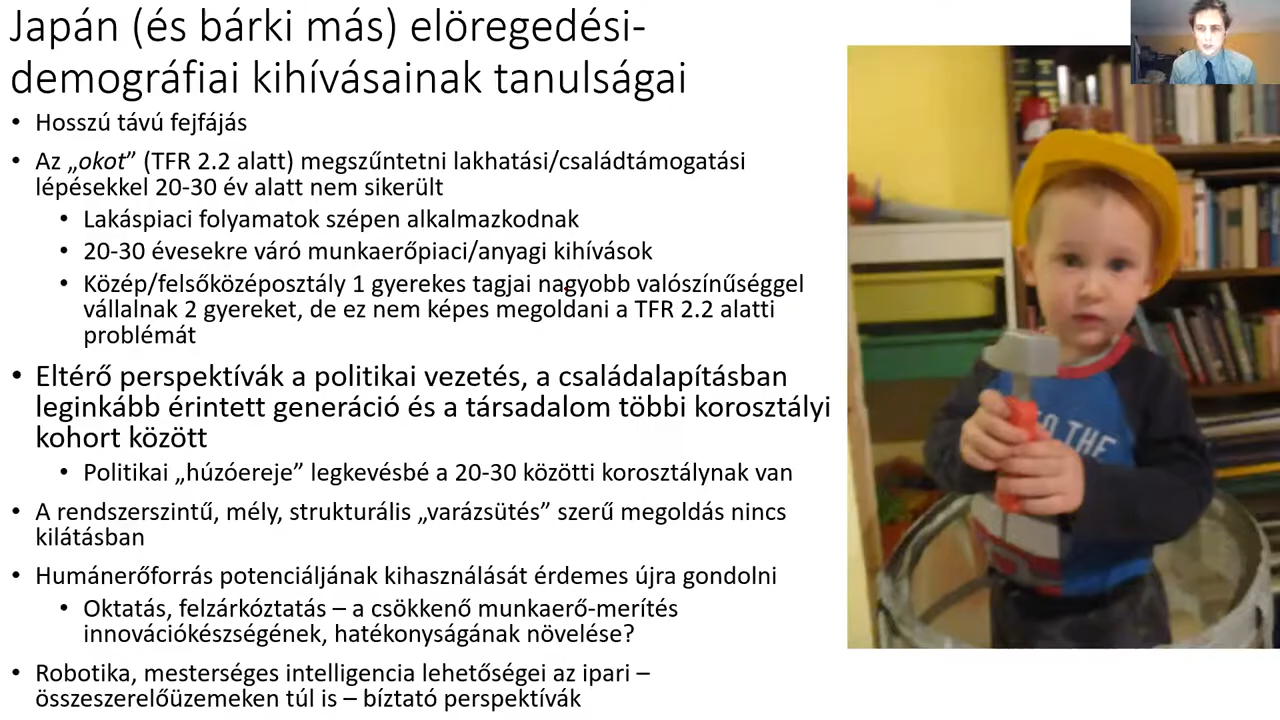 Japán (és bárki más) elöregedési-
demográfiai kihívásainak tanulságai
• Hosszú távú fejfájás
• Az „okot” (TFR 2.2 alatt) megszűntetni lakhatási/családtámogatási
lépésekkel 20-30 év alatt nem sikerült
• Lakáspiaci folyamatok szépen alkalmazkodnak
• 20-30 évesekre váró munkaerőpiaci/anyagi kihívások
• Közép/felsőközéposztály 1 gyerekes tagjai nagyobb valószínűséggel
vállalnak 2 gyereket, de ez nem képes megoldani a TFR 2.2 alatti
problémát
• Eltérő perspektívák a politikai vezetés, a családalapításban
leginkább érintett generáció és a társadalom többi korosztályi
kohort között
• Politikai „húzóereje” legkevésbé a 20-30 közötti korosztálynak van
• A rendszerszintű, mély, strukturális „varázsütés” szerű megoldás nincs
kilátásban
• Humánerőforrás potenciáljának kihasználását érdemes újra gondolni
• Oktatás, felzárkóztatás – a csökkenő munkaerő-merítés
innovációkészségének, hatékonyságának növelése?
• Robotika, mesterséges intelligencia lehetőségei az ipari –
összeszerelőüzemeken túl is – bíztató perspektívák
TO THE